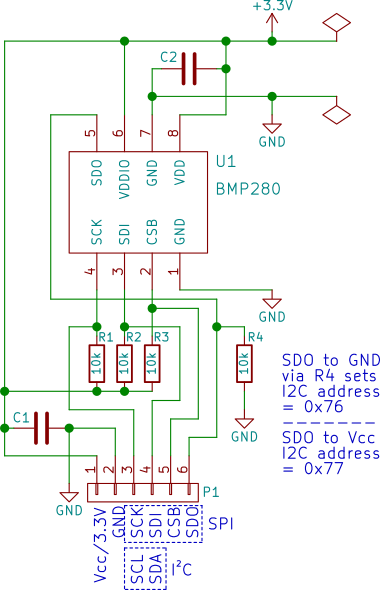 +3.3V
C2
GND
5
6
7
8
SDO
VDDIO
GND
VDD
U1
BMP280
SCK
SDI
CSB
GND
4
3
2
1
GND
R1
R2
R3
R4
10k
10k
10k
10k
SDO to GND
via R4 sets
I2C address
= 0x76
-------
SDO to Vcc
I2C address
= 0x77
C1
GND
GND
1
2
3
4
5
6
P1
Vcc/3.3V
GND
SCK
SDI
CSB
SDO
SPI
SCL
SDA
I²C